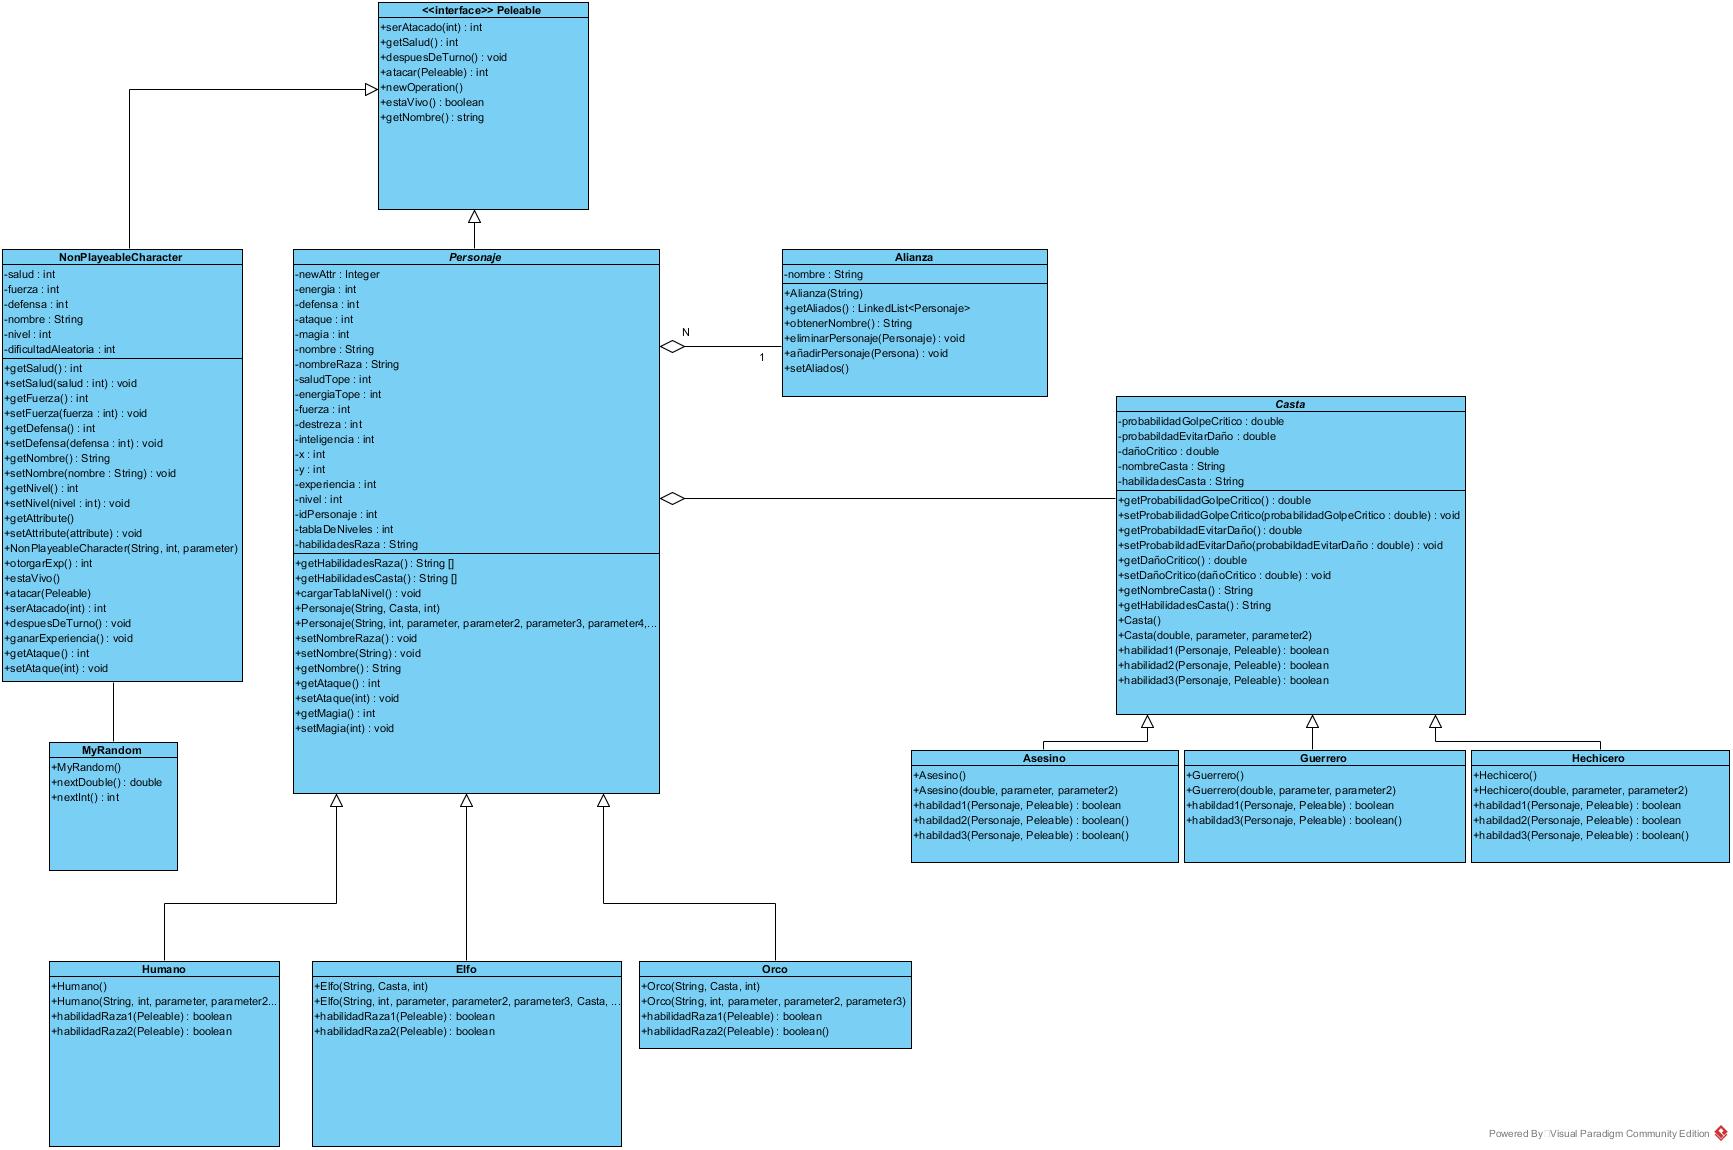 <<interface>> Peleable
+serAtacado(int) : int
+getSalud() : int
+despuesDeTurno() : void
+atacar(Peleable) : int
+newOperation()
+estaVivo() : boolean
+getNombre() : string
NonPlayeableCharacter
-salud : int
-fuerza : int
-defensa : int
-nombre : String
-nivel : int
-dificultadAleatoria : int
+getSalud() : int
+setSalud(salud : int) : void
+getFuerza() : int
+setFuerza(fuerza : int) : void
+getDefensa() : int
+setDefensa(defensa : int) : void
+getNombre() : String
+setNombre(nombre : String) : void
+getNivel() : int
+setNivel(nivel : int) : void
+getAttribute()
+setAttribute(attribute) : void
+NonPlayeableCharacter(String, int, parameter)
+otorgarExp() : int
+estaVivo()
+atacar(Peleable)
+serAtacado(int) : int
+despuesDeTurno() : void
+ganarExperiencia() : void
+getAtaque() : int
+setAtaque(int) : void
Personaje
-newAttr : Integer
-energia : int
-defensa : int
-ataque : int
-magia : int
-nombre : String
-nombreRaza : String
-saludTope : int
-energiaTope : int
-fuerza : int
-destreza : int
-inteligencia : int
-x : int
-y : int
-experiencia : int
-nivel : int
-idPersonaje : int
-tablaDeNiveles : int
-habilidadesRaza : String
+getHabilidadesRaza() : String []
+getHabilidadesCasta() : String []
+cargarTablaNivel() : void
+Personaje(String, Casta, int)
+Personaje(String, int, parameter, parameter2, parameter3, parameter4,...
+setNombreRaza() : void
+setNombre(String) : void
+getNombre() : String
+getAtaque() : int
+setAtaque(int) : void
+getMagia() : int
+setMagia(int) : void
N
1
Alianza
-nombre : String
+Alianza(String)
+getAliados() : LinkedList<Personaje>
+obtenerNombre() : String
+eliminarPersonaje(Personaje) : void
+añadirPersonaje(Persona) : void
+setAliados()
Casta
-probabilidadGolpeCritico : double
-probabildadEvitarDaño : double
-dañoCritico : double
-nombreCasta : String
-habilidadesCasta : String
+getProbabilidadGolpeCritico() : double
+setProbabilidadGolpeCritico(probabilidadGolpeCritico : double) : void
+getProbabildadEvitarDaño() : double
+setProbabildadEvitarDaño(probabildadEvitarDaño : double) : void
+getDañoCritico() : double
+setDañoCritico(dañoCritico : double) : void
+getNombreCasta() : String
+getHabilidadesCasta() : String
+Casta()
+Casta(double, parameter, parameter2)
+habilidad1(Personaje, Peleable) : boolean
+habilidad2(Personaje, Peleable) : boolean
+habilidad3(Personaje, Peleable) : boolean
MyRandom
+MyRandom()
+nextDouble() : double
+nextInt() : int
Asesino
+Asesino()
+Asesino(double, parameter, parameter2)
+habildad1(Personaje, Peleable) : boolean
+habildad2(Personaje, Peleable) : boolean()
+habildad3(Personaje, Peleable) : boolean()
Guerrero
+Guerrero()
+Guerrero(double, parameter, parameter2)
+habildad1(Personaje, Peleable) : boolean
+habildad3(Personaje, Peleable) : boolean()
Hechicero
+Hechicero()
+Hechicero(double, parameter, parameter2)
+habildad1(Personaje, Peleable) : boolean
+habildad2(Personaje, Peleable) : boolean
+habildad3(Personaje, Peleable) : boolean()
Humano
+Humano()
+Humano(String, int, parameter, parameter2...
+habilidadRaza1(Peleable) : boolean
+habilidadRaza2(Peleable) : boolean
Elfo
+Elfo(String, Casta, int)
+Elfo(String, int, parameter, parameter2, parameter3, Casta, ...
+habilidadRaza1(Peleable) : boolean
+habilidadRaza2(Peleable) : boolean
Orco
+Orco(String, Casta, int)
+Orco(String, int, parameter, parameter2, parameter3)
+habilidadRaza1(Peleable) : boolean
+habilidadRaza2(Peleable) : boolean()
Powered By Visual Paradigm Community Edition